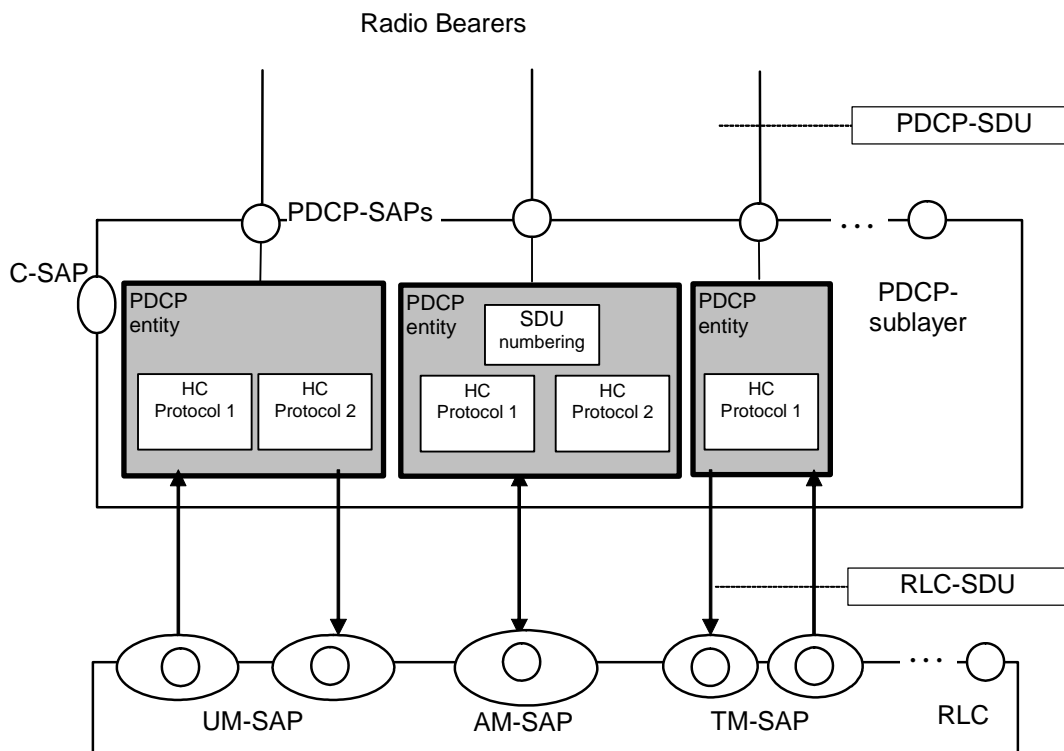 Radio Bearers
PDCP-SDU
PDCP-SAPs
...
C-SAP
PDCP
entity
HC
Protocol 1
HC
Protocol 2
PDCP
entity
SDU
numbering
HC
Protocol 1
HC
Protocol 2
PDCP
entity
HC
Protocol 1
PDCP-
sublayer
RLC-SDU
...
UM-SAP
AM-SAP
TM-SAP
RLC